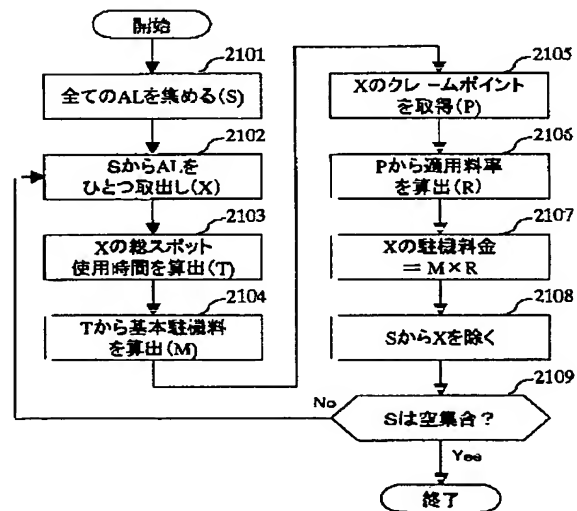 開始
2101
全てのALを集める(S)
2102
SからALを
ひとつ取出し(X)
2103
Xの総スポット
使用時間を算出(T)
2104
Tから基本駐機料
を算出(M)
2105
Xのクレームポイント
を取得(P)
2106
Pから適用料率
を算出(R)
2107
Xの駐機料金
＝M×R
2108
SからXを除く
2109
Sは空集合？
No
Yes
終了